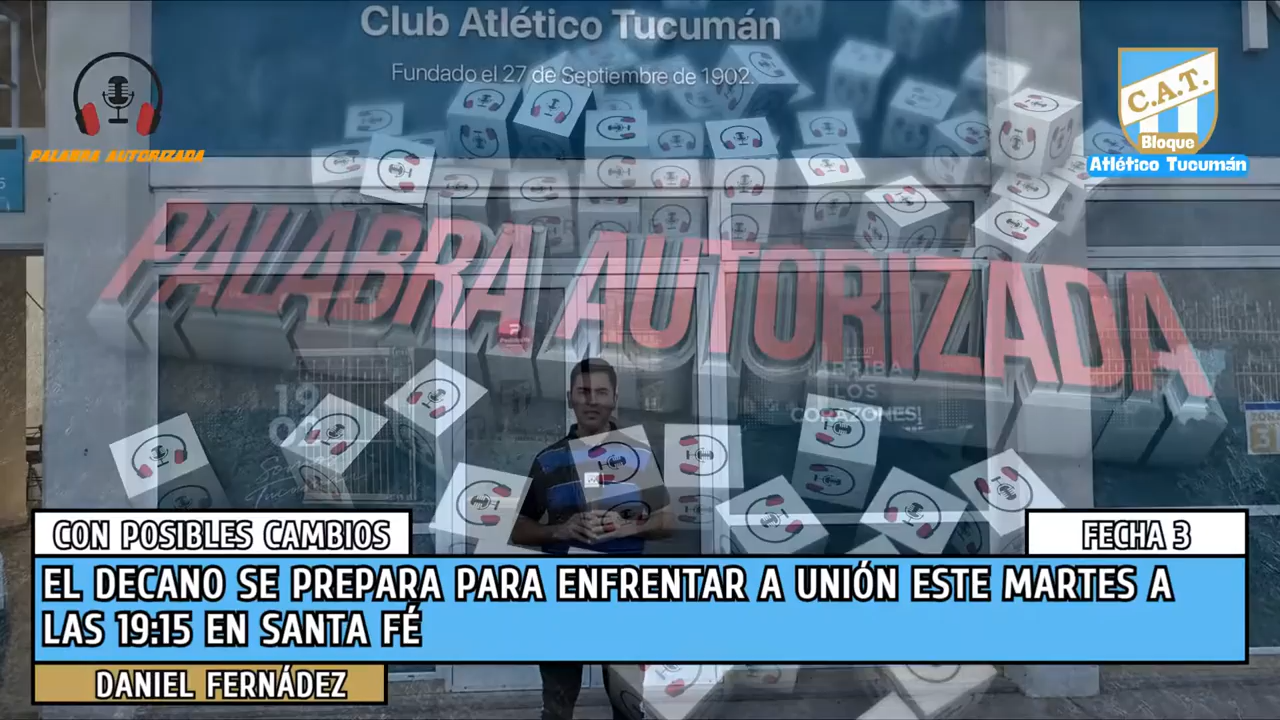 Club Atlético Tucumán
Fundado el 27 de Septiembre de 1902.
PALABRA AUTORIZADA
C.A.T.
Bloque
Atlético Tucumán
PALABRA AUTORIZADA
ARRIBA
LOS
CORAZONES!
CON POSIBLES CAMBIOS
FECHA 3
EL DECANO SE PREPARA PARA ENFRENTAR A UNIÓN ESTE MARTES A
LAS 19:15 EN SANTA FÉ
DANIEL FERNÁDEZ